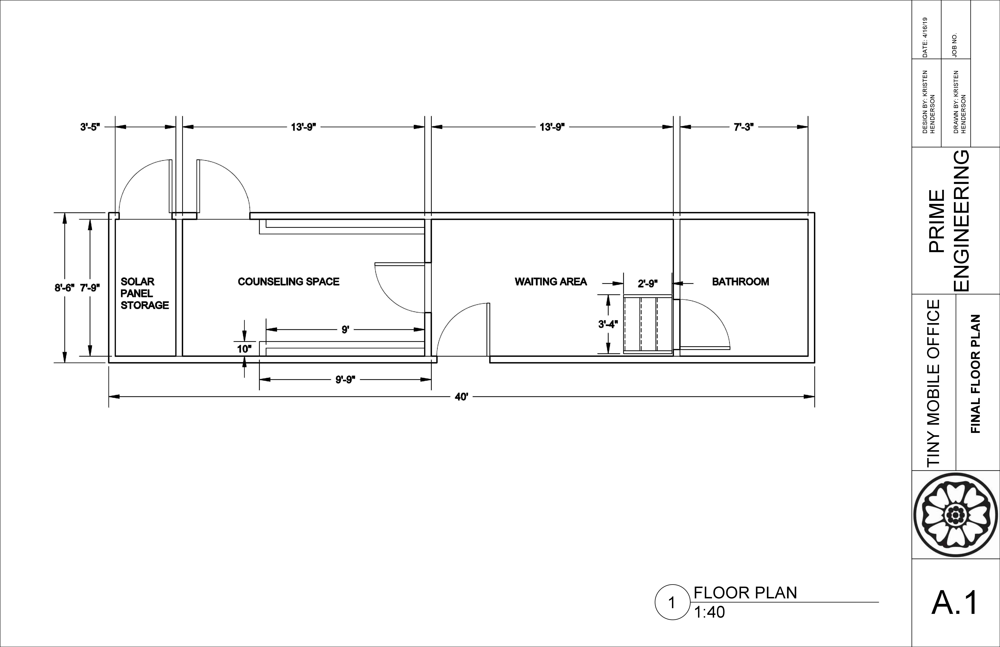 3'-5"
13'-9"
13'-9"
7'-3"
8'-6"
7'-9"
SOLAR
PANEL
STORAGE
COUNSELING SPACE
WAITING AREA
2'-9"
BATHROOM
3'-4"
9'
10"
9'-9"
40'
1
FLOOR PLAN
1:40
DATE: 4/16/19
JOB NO.
DESIGN BY: KRISTEN
HENDERSON
DRAWN BY: KRISTEN
HENDERSON
PRIME
ENGINEERING
TINY MOBILE OFFICE
FINAL FLOOR PLAN
A.1